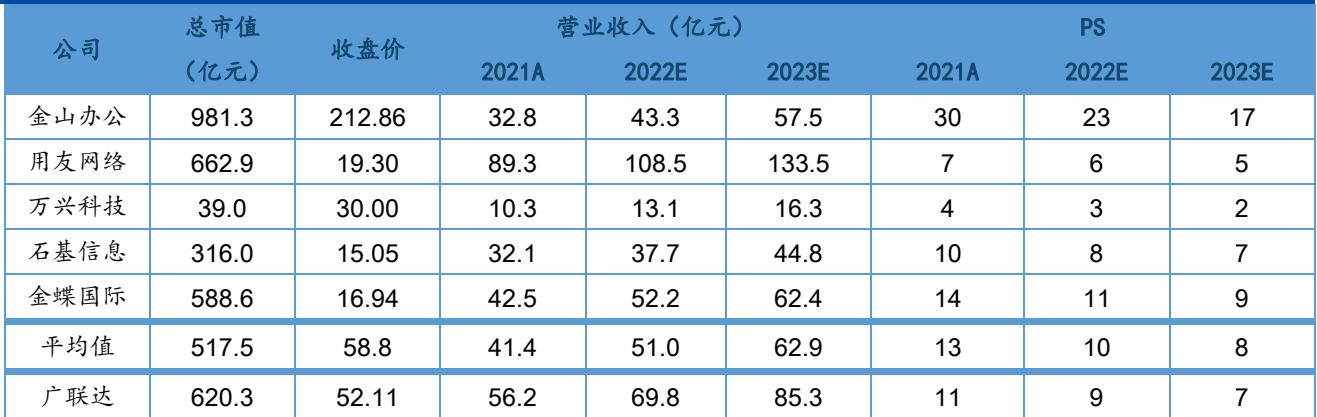 公司 总市值（亿元） 收盘价 营业收入（亿元） PS
2021A 2022E 2023E 2021A 2022E 2023E
金山办公 981.3 212.86 32.8 43.3 57.5 30 23 17
用友网络 662.9 19.30 89.3 108.5 133.5 7 6 5
万兴科技 39.0 30.00 10.3 13.1 16.3 4 3 2
石基信息 316.0 15.05 32.1 37.7 44.8 10 8 7
金蝶国际 588.6 16.94 42.5 52.2 62.4 14 11 9
平均值 517.5 58.8 41.4 51.0 62.9 13 10 8
广联达 620.3 52.11 56.2 69.8 85.3 11 9 7